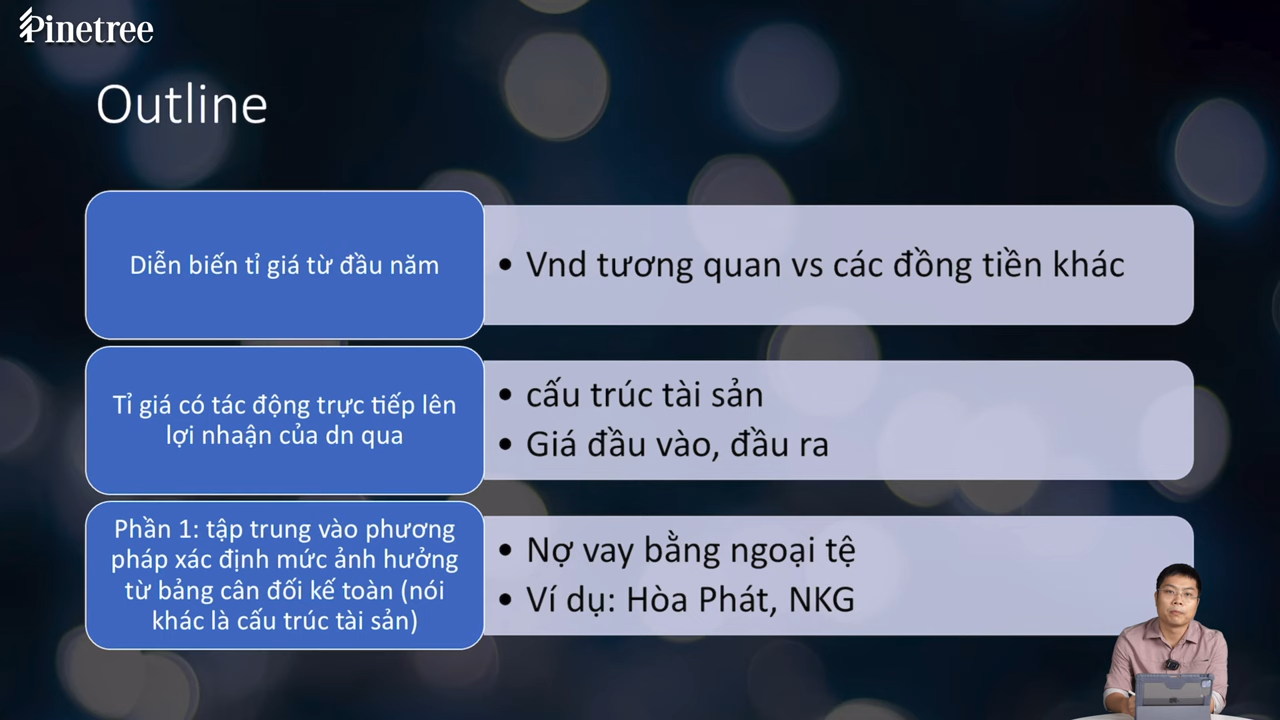 Pinetree
Outline
Diễn biến tỉ giá từ đầu năm
• Vnd tương quan vs các đồng tiền khác
Tỉ giá có tác động trực tiếp lên
lợi nhaận của dn qua
• cấu trúc tài sản
• Giá đầu vào, đầu ra
Phần 1: tập trung vào phương
pháp xác định mức ảnh hưởng
từ bảng cân đối kế toàn (nói
khác là cấu trúc tài sản)
• Nợ vay bằng ngoại tệ
• Ví dụ: Hòa Phát, NKG